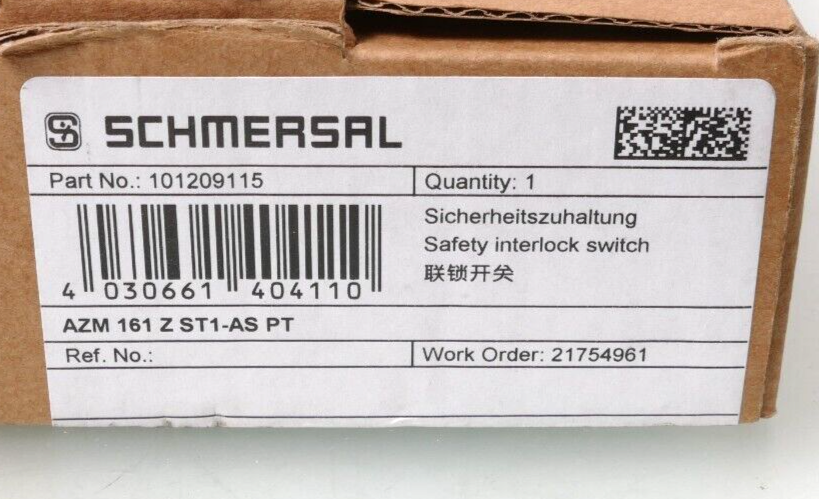 SCHMERSAL
Part No.: 101209115
Quantity: 1
4 030661 404110
Sicherheitszuhaltung
Safety interlock switch
联锁开关
AZM 161 Z ST1-AS PT
Ref. No.:
Work Order: 21754961